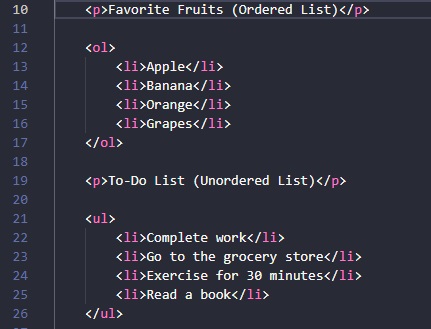 10 <p>Favorite Fruits (Ordered List)</p>
11
12 <ol>
13 <li>Apple</li>
14 <li>Banana</li>
15 <li>Orange</li>
16 <li>Grapes</li>
17 </ol>
18
19 <p>To-Do List (Unordered List)</p>
20
21 <ul>
22 <li>Complete work</li>
23 <li>Go to the grocery store</li>
24 <li>Exercise for 30 minutes</li>
25 <li>Read a book</li>
26 </ul>